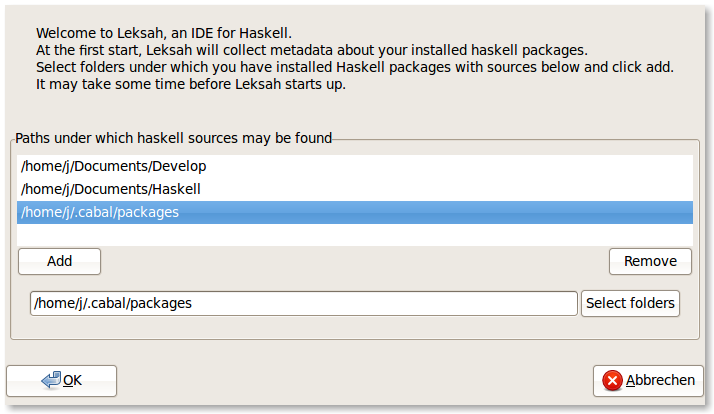 Welcome to Leksah, an IDE for Haskell.
At the first start, Leksah will collect metadata about your installed haskell packages.
Select folders under which you have installed Haskell packages with sources below and click add.
It may take some time before Leksah starts up.
Paths under which haskell sources may be found
/home/j/Documents/Develop
/home/j/Documents/Haskell
/home/j/.cabal/packages
Add Remove
/home/j/.cabal/packages Select folders
OK Abbrechen